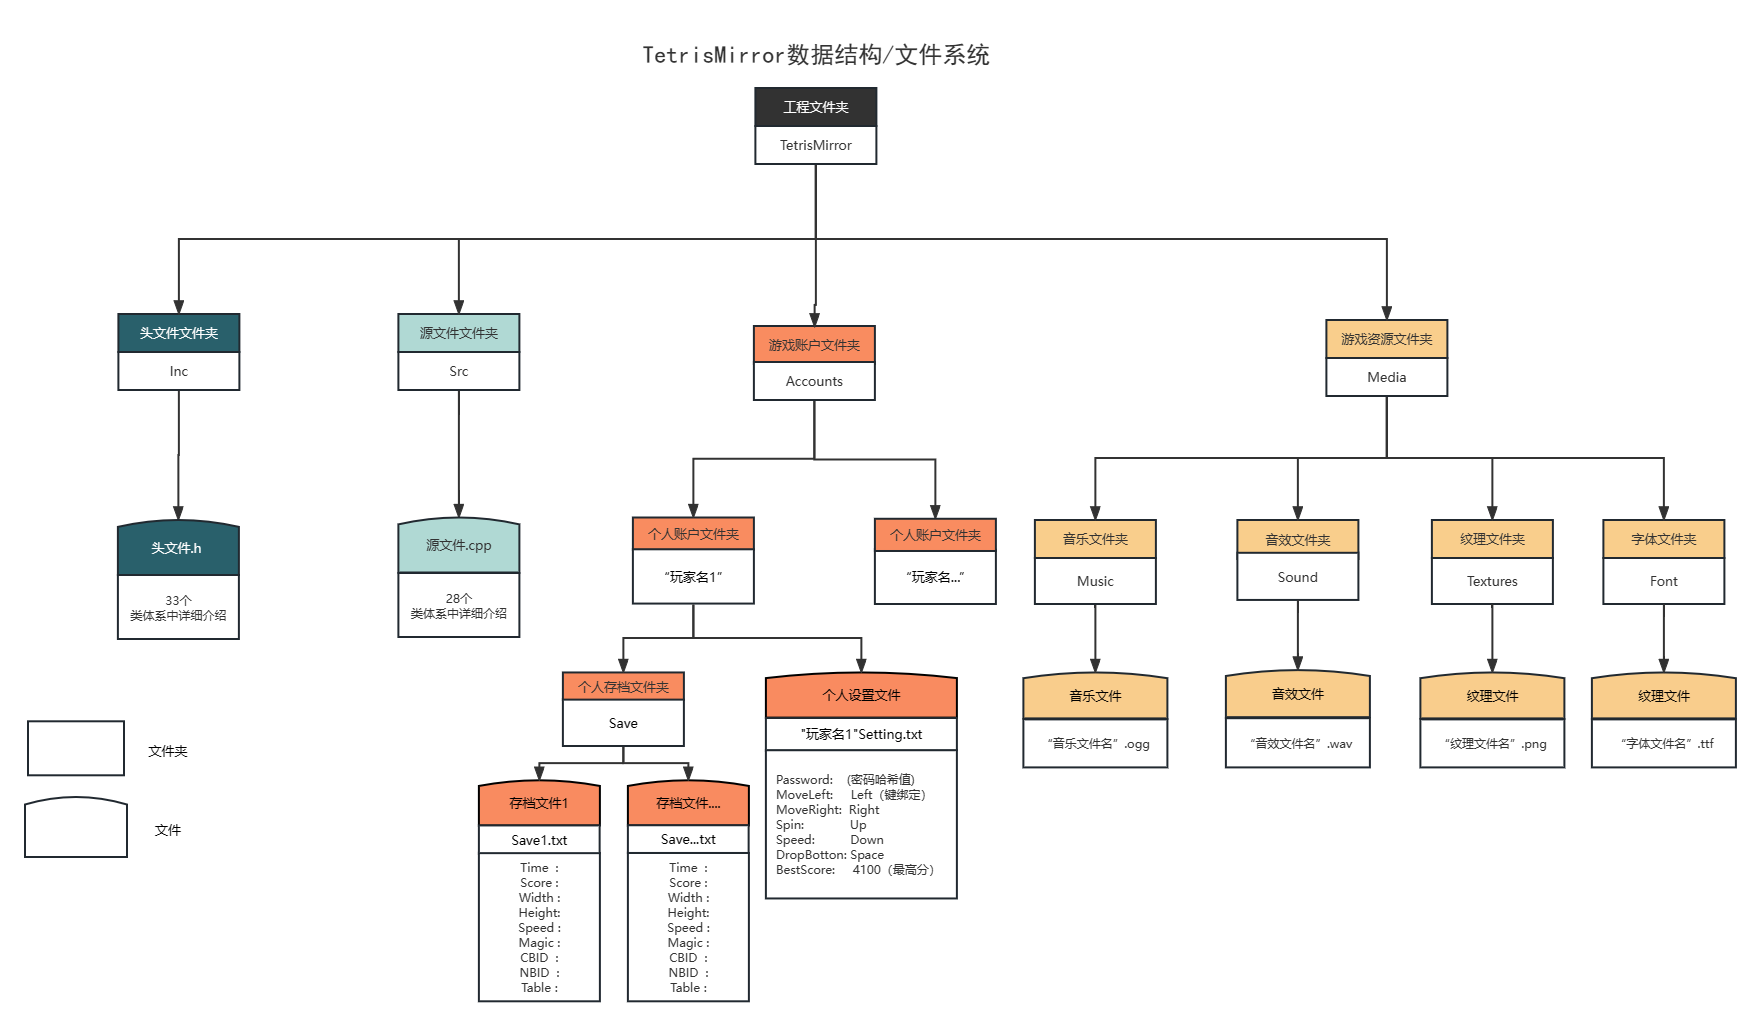 TetrisMirror数据结构/文件系统
工程文件夹
TetrisMirror
头文件文件夹
Inc
源文件文件夹
Src
游戏账户文件夹
Accounts
游戏资源文件夹
Media
头文件.h
33个
类体系中详细介绍
源文件.cpp
28个
类体系中详细介绍
个人账户文件夹
“玩家名1”
个人账户文件夹
“玩家名...”
音乐文件夹
Music
音效文件夹
Sound
纹理文件夹
Textures
字体文件夹
Font
个人存档文件夹
Save
个人设置文件
"玩家名1"Setting.txt
Password: (密码哈希值)
MoveLeft: Left（键绑定）
MoveRight: Right
Spin: Up
Speed: Down
DropBotton: Space
BestScore: 4100（最高分）
音乐文件
“音乐文件名”.ogg
音效文件
“音效文件名”.wav
纹理文件
“纹理文件名”.png
纹理文件
“字体文件名”.ttf
文件夹
文件
存档文件1
Save1.txt
Time :
Score :
Width :
Height:
Speed :
Magic :
CBID :
NBID :
Table :
存档文件....
Save...txt
Time :
Score :
Width :
Height:
Speed :
Magic :
CBID :
NBID :
Table :